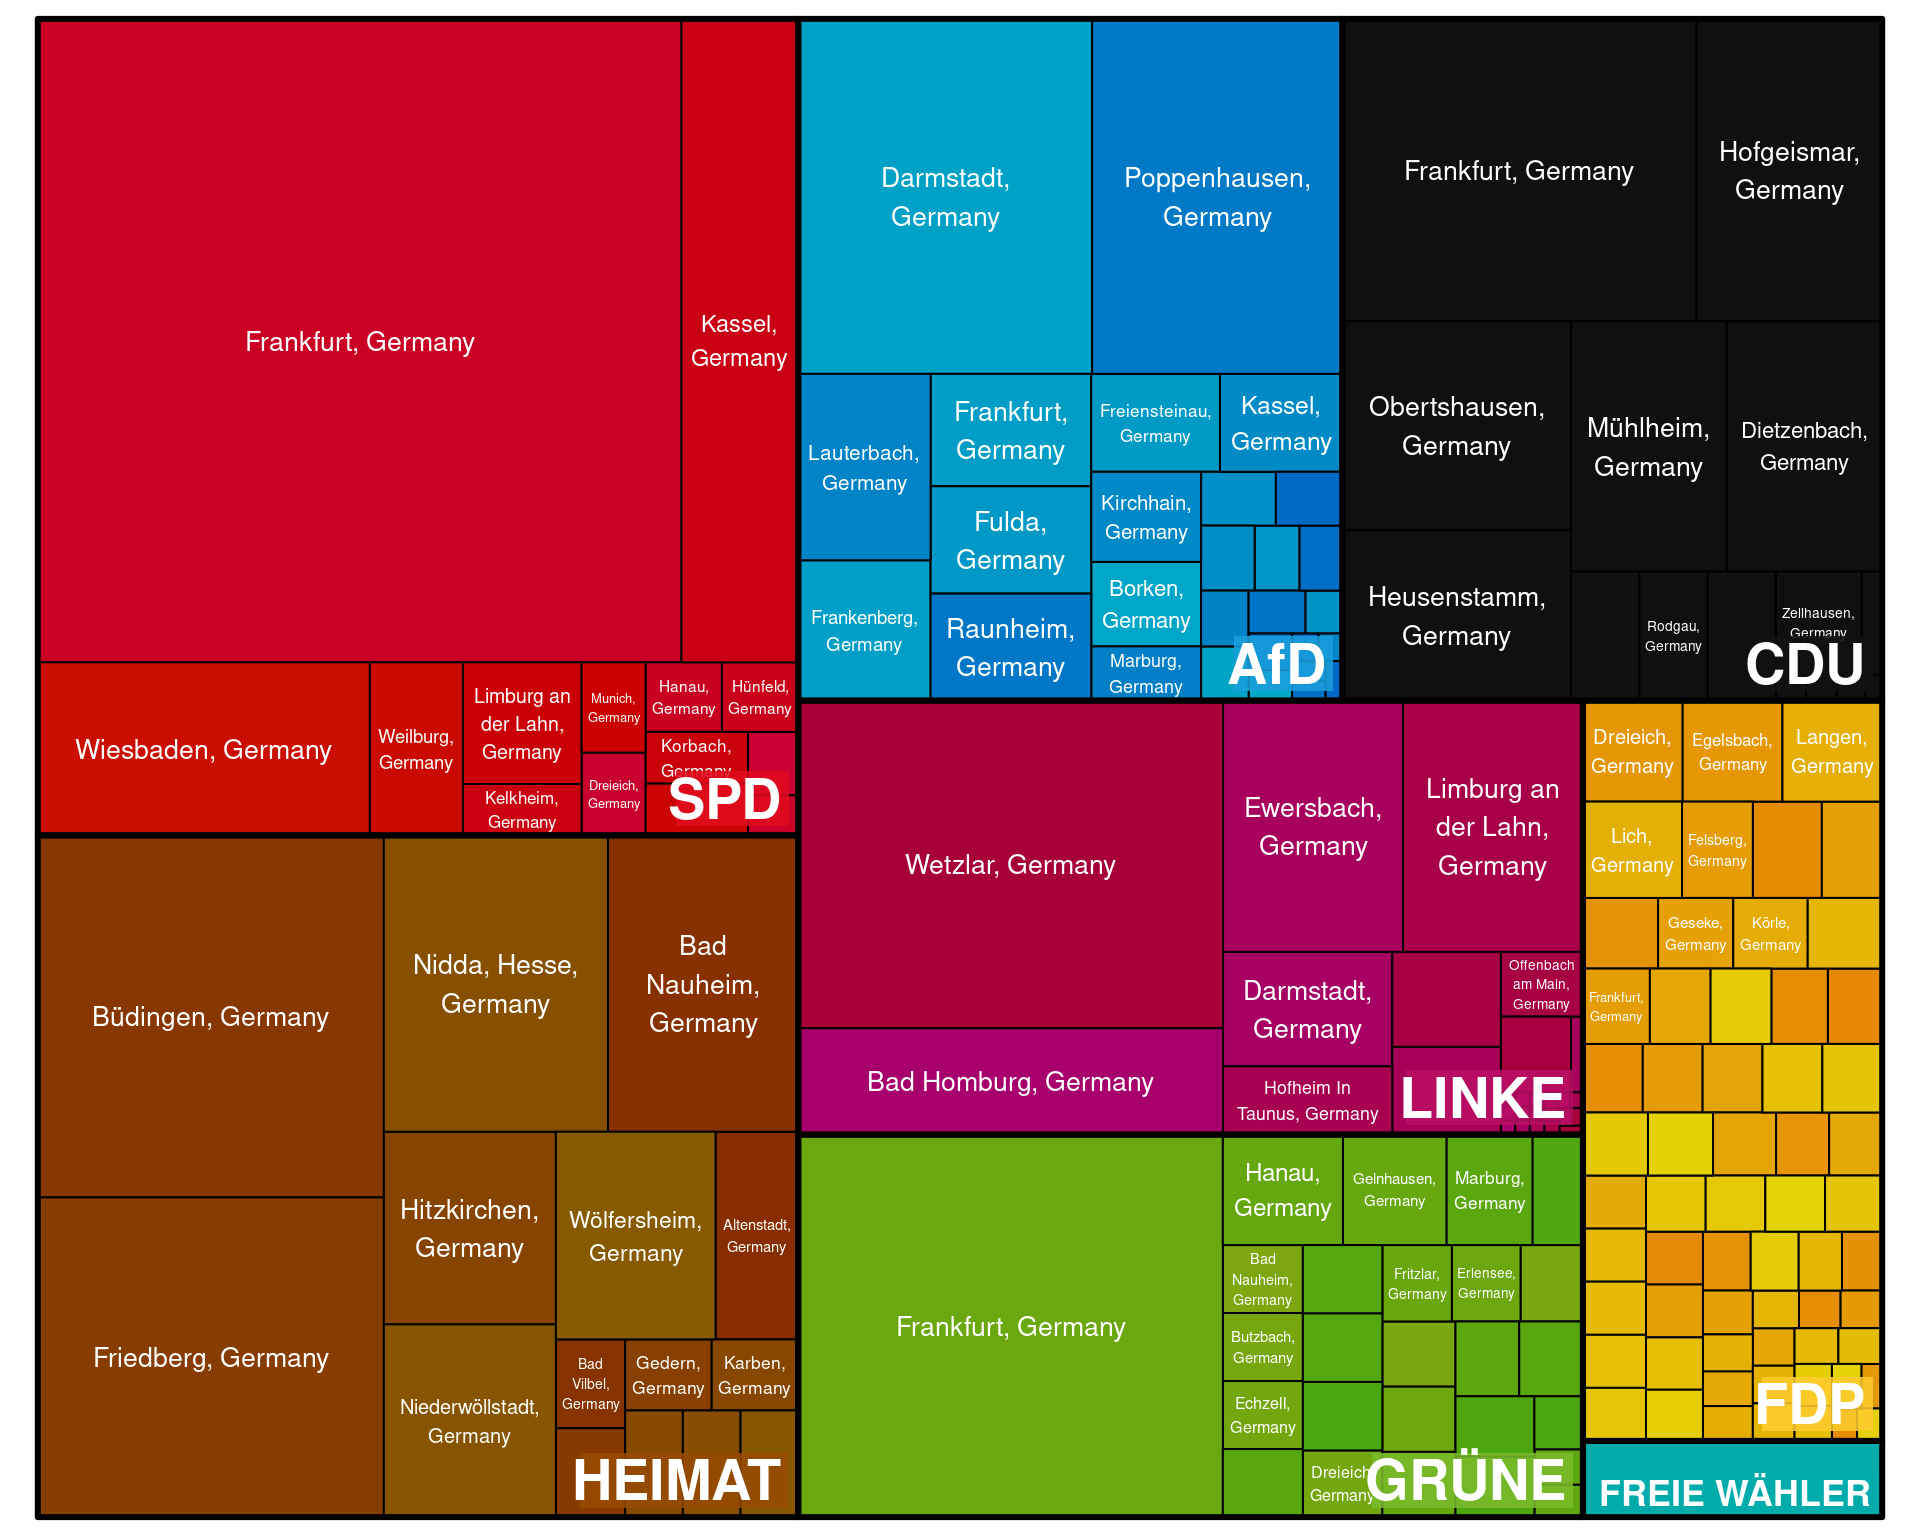 Frankfurt, Germany
Kassel,
Germany
Wiesbaden, Germany
Weilburg,
Germany
Limburg an
der Lahn,
Germany
Kelkheim,
Germany
Munich,
Germany
Dreieich,
Germany
Hanau,
Germany
Hünfeld,
Germany
Korbach,
Germany
SPD
Büdingen, Germany
Friedberg, Germany
Nidda, Hesse,
Germany
Bad
Nauheim,
Germany
Hitzkirchen,
Germany
Niederwöllstadt,
Germany
Wölfersheim,
Germany
Altenstadt,
Germany
Bad
Vilbel,
Germany
Gedern,
Germany
Karben,
Germany
HEIMAT
Darmstadt,
Germany
Poppenhausen,
Germany
Lauterbach,
Germany
Frankenberg,
Germany
Frankfurt,
Germany
Fulda,
Germany
Raunheim,
Germany
Freiensteinau,
Germany
Kassel,
Germany
Kirchhain,
Germany
Borken,
Germany
Marburg,
Germany
AfD
Frankfurt, Germany
Hofgeismar,
Germany
Obertshausen,
Germany
Heusenstamm,
Germany
Mühlheim,
Germany
Dietzenbach,
Germany
Rodgau,
Germany
Zellhausen,
Germany
CDU
Wetzlar, Germany
Bad Homburg, Germany
Ewersbach,
Germany
Limburg an
der Lahn,
Germany
Darmstadt,
Germany
Hofheim In
Taunus, Germany
Offenbach
am Main,
Germany
LINKE
Frankfurt, Germany
Hanau,
Germany
Gelnhausen,
Germany
Marburg,
Germany
Bad
Nauheim,
Germany
Butzbach,
Germany
Echzell,
Germany
Fritzlar,
Germany
Erlensee,
Germany
Dreieich,
Germany
GRÜNE
Dreieich,
Germany
Egelsbach,
Germany
Langen,
Germany
Lich,
Germany
Felsberg,
Germany
Geseke,
Germany
Körle,
Germany
Frankfurt,
Germany
FDP
FREIE WÄHLER